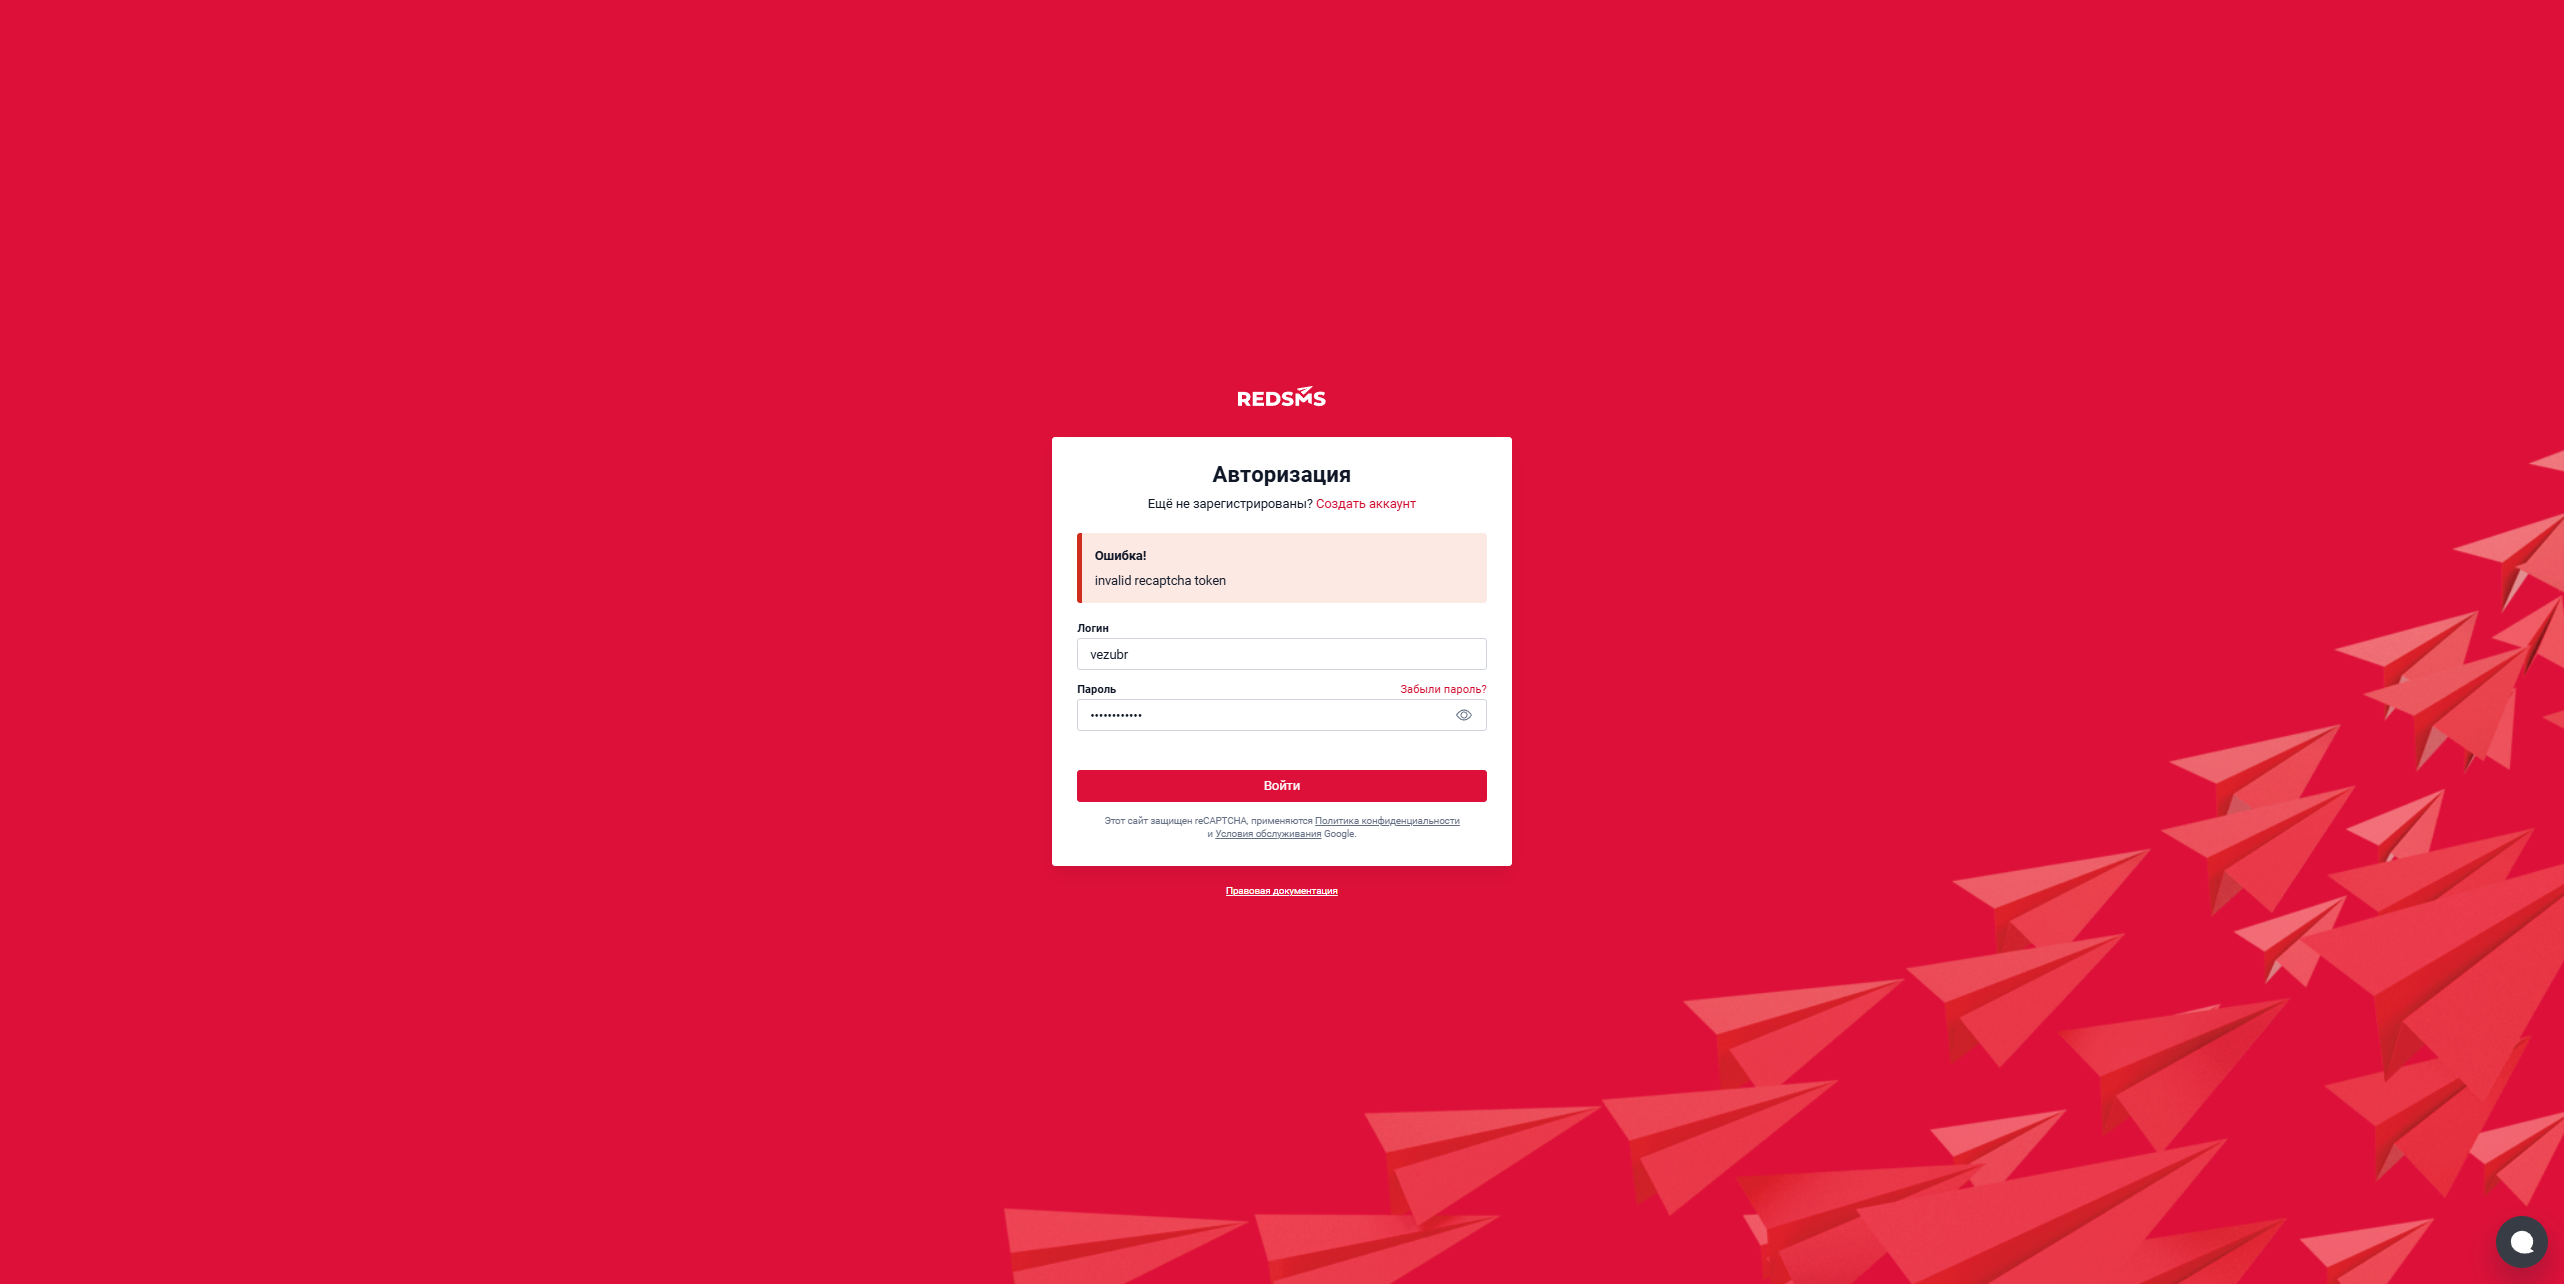 REDSMS
Авторизация
Ещё не зарегистрированы? Создать аккаунт
Ошибка!
invalid recaptcha token
Логин
vezubr
Пароль
Забыли пароль?
••••••••••••
Войти
Этот сайт защищен reCAPTCHA, применяются Политика конфиденциальности
и Условия обслуживания Google.
Правовая документация